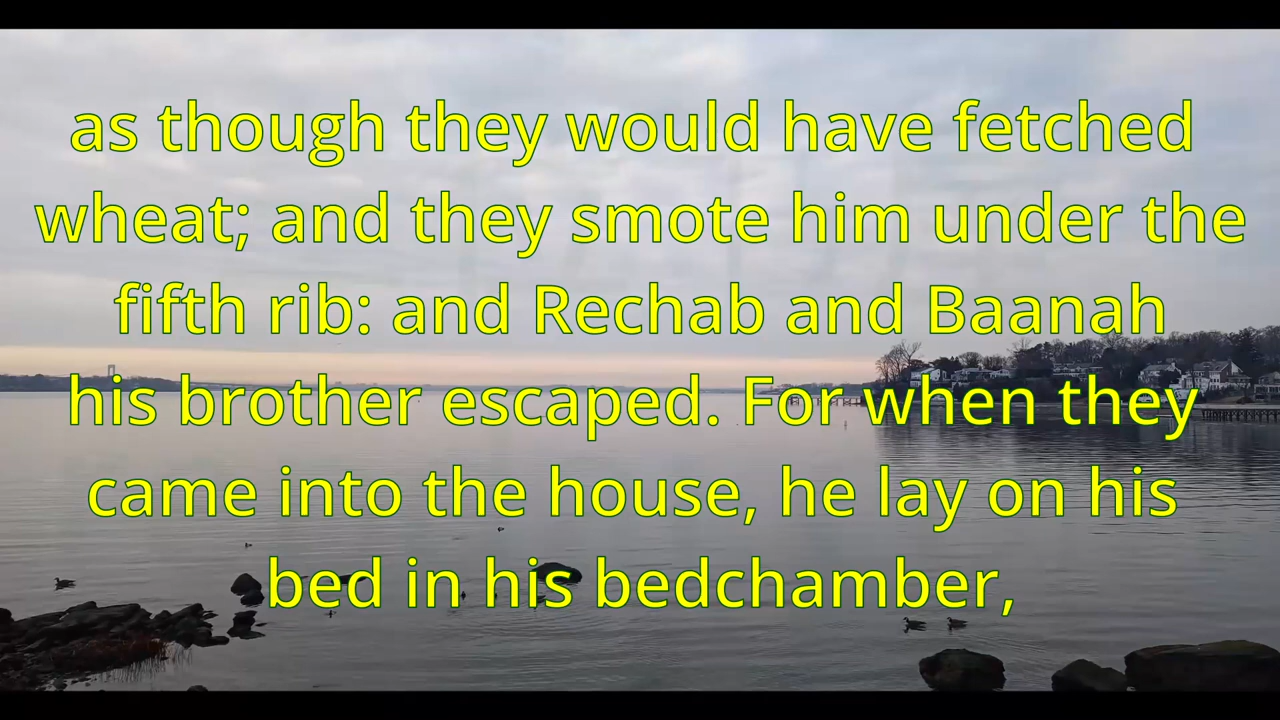 as though they would have fetched
wheat; and they smote him under the
fifth rib: and Rechab and Baanah
his brother escaped. For when they
came into the house, he lay on his
bed in his bedchamber,